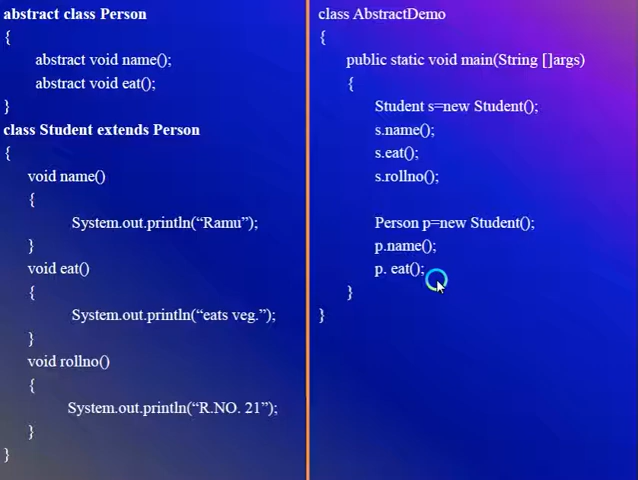 abstract class Person
{
abstract void name();
abstract void eat();
}
class Student extends Person
{
void name()
{
System.out.println(“Ramu”);
}
void eat()
{
System.out.println(“eats veg.”);
}
void rollno()
{
System.out.println(“R.NO. 21”);
}
}
class AbstractDemo
{
public static void main(String []args)
{
Student s=new Student();
s.name();
s.eat();
s.rollno();
Person p=new Student();
p.name();
p. eat();
}
}